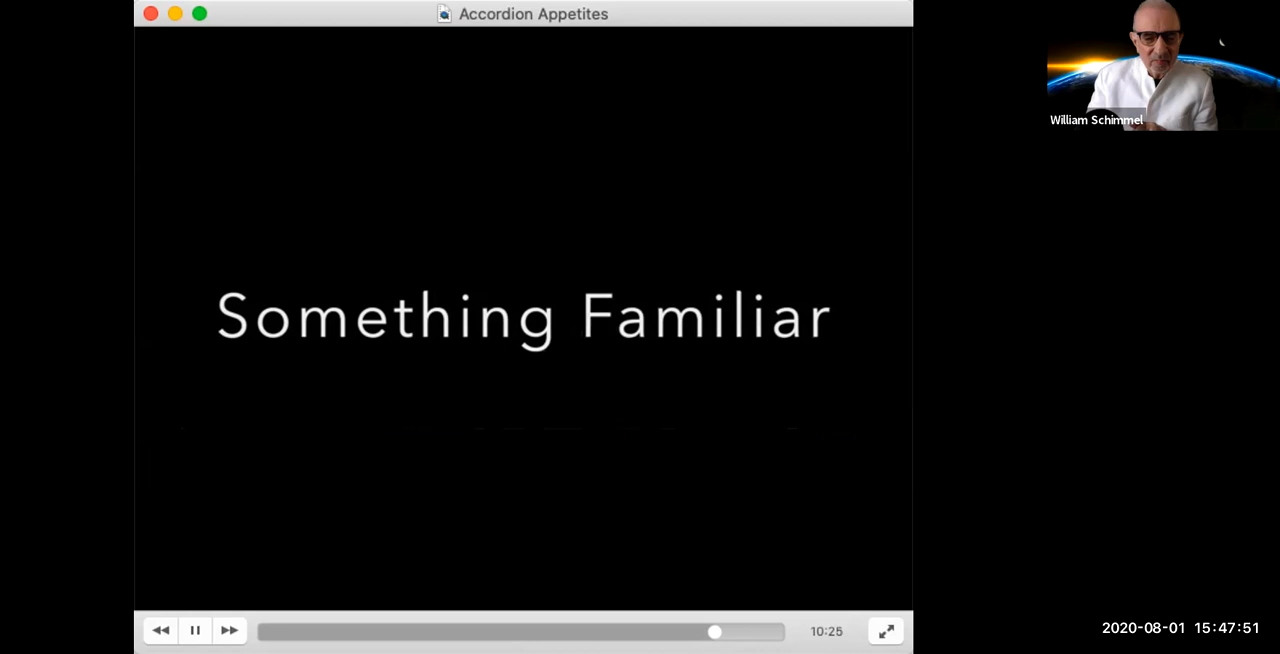 Accordion Appetites
William Schimmel
Something Familiar
10:25
2020-08-01 15:47:51